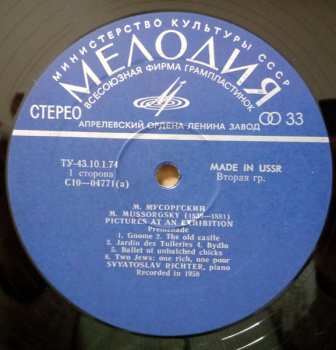 МИНИСТЕРСТВО КУЛЬТУРЫ СССР
МЕЛОДИЯ
ВСЕСОЮЗНАЯ ФИРМА ГРАМПЛАСТИНОК
СТЕРЕО
33
АПРЕЛЕВСКИЙ ОРДЕНА ЛЕНИНА ЗАВОД
ТУ-43.10.1.74
MADE IN USSR
1 сторона
Вторая гр.
С10—04771(а)
М. МУСОРГСКИЙ
M. MUSSORGSKY (1839—1881)
PICTURES AT AN EXHIBITION
Promenade
1. Gnome 2. The old castle
3. Jardin des Tuileries 4. Bydlo
5. Ballet of unhatched chicks
6. Two Jews: one rich, one poor
SVYATOSLAV RICHTER, piano
Recorded in 1958